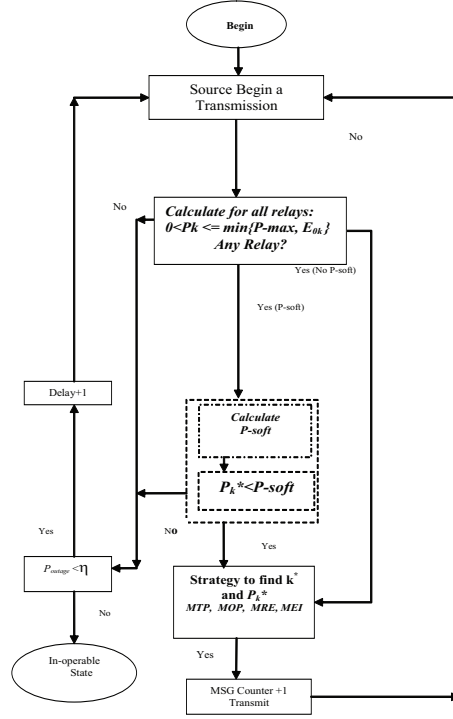 Begin
Source Begin a
Transmission
No
No
Calculate for all relays:
0<Pk <= min{P-max, E0k}
Any Relay?
Yes (No P-soft)
Yes (P-soft)
Delay+1
Calculate
P-soft
Pk*<P-soft
Yes
No
Yes
Poutage <η
Strategy to find k*
and Pk*
MTP, MOP, MRE, MEI
No
In-operable
State
Yes
MSG Counter +1
Transmit